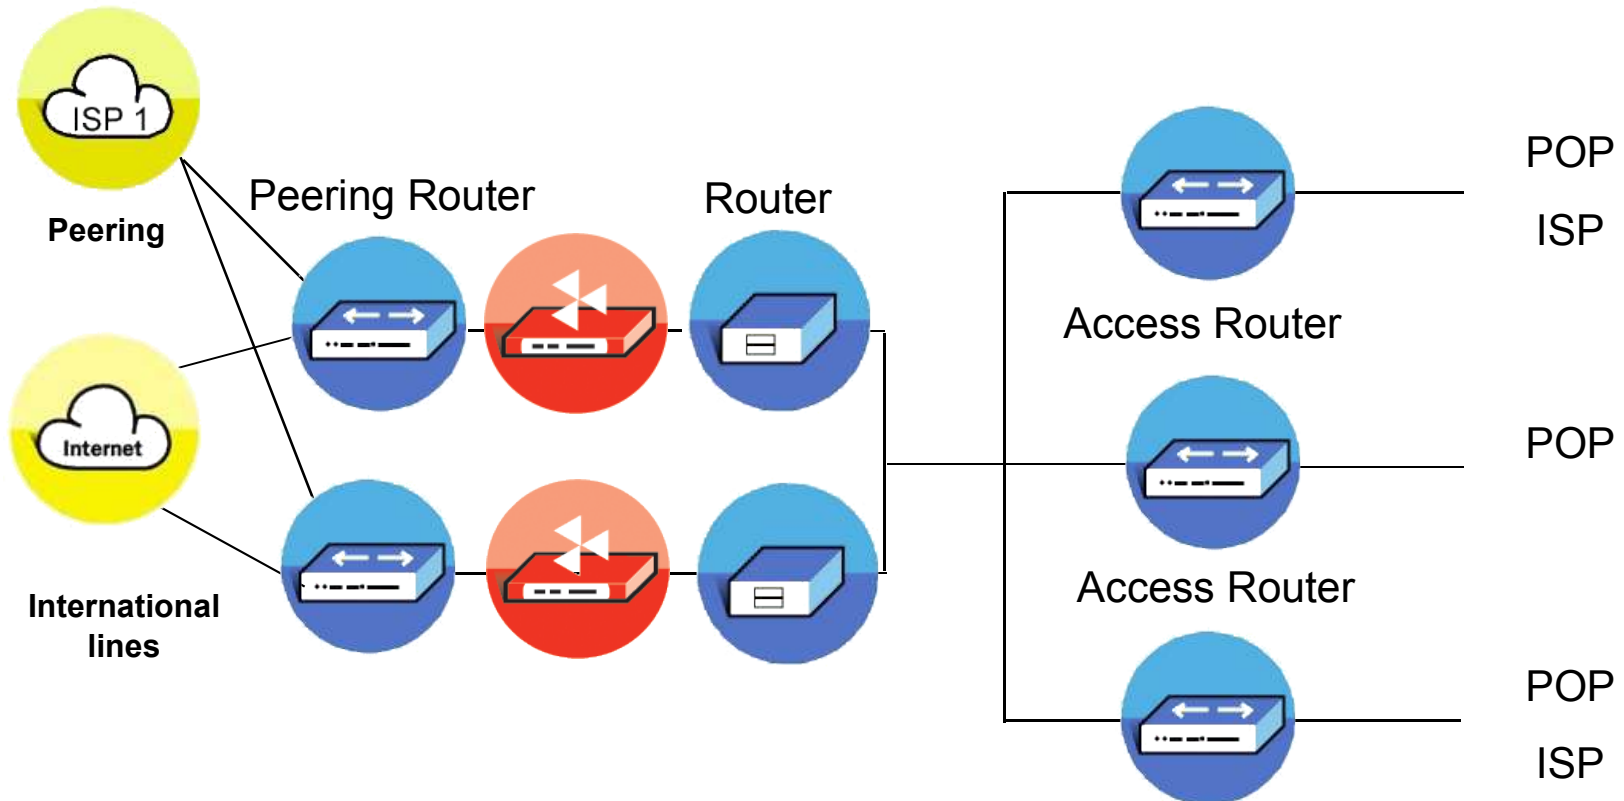 ISP 1
Peering
Peering Router
Router
Internet
International
lines
POP
ISP
Access Router
POP
Access Router
POP
ISP